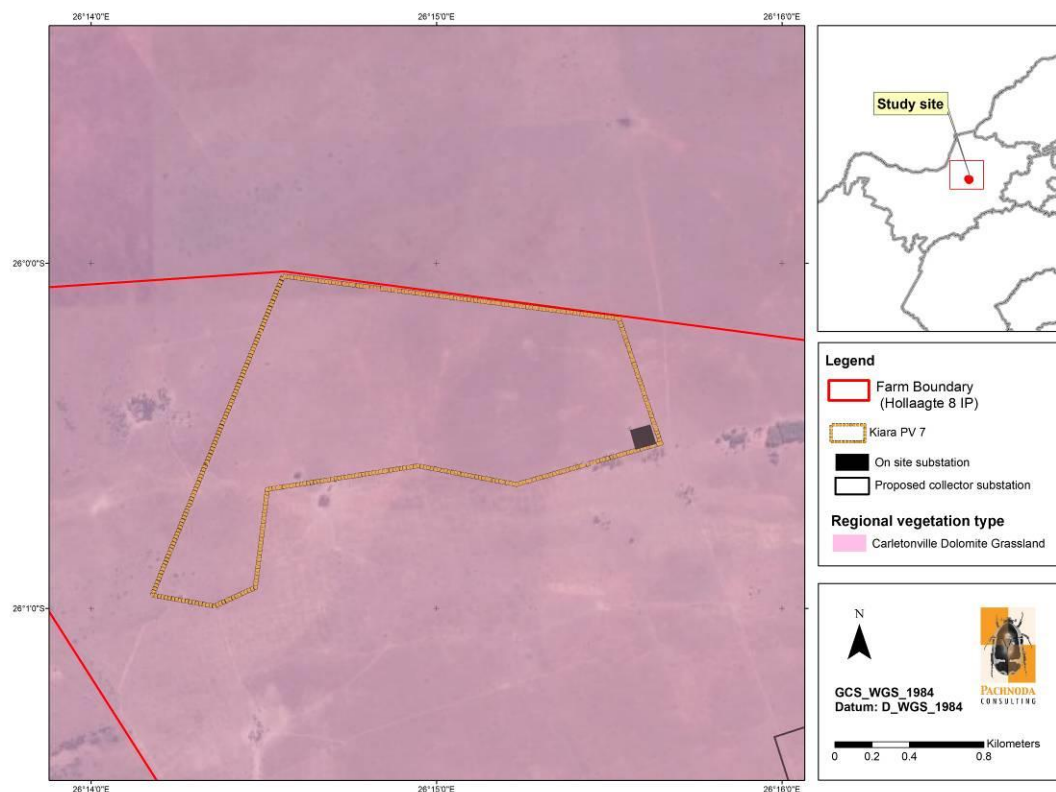 26°14'0"E
26°15'0"E
26°16'0"E
26°0'0"S
26°1'0"S
26°14'0"E
26°15'0"E
26°16'0"E
Study site
Legend
Farm Boundary
(Hollaagte 8 IP)
Kiara PV 7
On site substation
Proposed collector substation
Regional vegetation type
Carletonville Dolomite Grassland
N
PACHNODA
CONSULTING
GCS_WGS_1984
Datum: D_WGS_1984
Kilometers
0 0.2 0.4 0.8